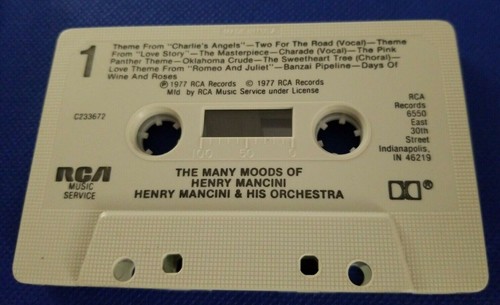 1
Theme From "Charlie's Angels"—Two For The Road (Vocal)—Theme
From "Love Story"— The Masterpiece—Charade (Vocal)—The Pink
Panther Theme—Oklahoma Crude—The Sweetheart Tree (Choral)—
Love Theme From "Romeo And Juliet"—Banzai Pipeline—Days Of
Wine And Roses
℗1977 RCA Records © 1977 RCA Records
Mfd by RCA Music Service under License
C233672
RCA
Records
6550
East
30th
Street
Indianapolis,
IN 46219
100 50 0
RCA
MUSIC
SERVICE
THE MANY MOODS OF
HENRY MANCINI
HENRY MANCINI & HIS ORCHESTRA
®